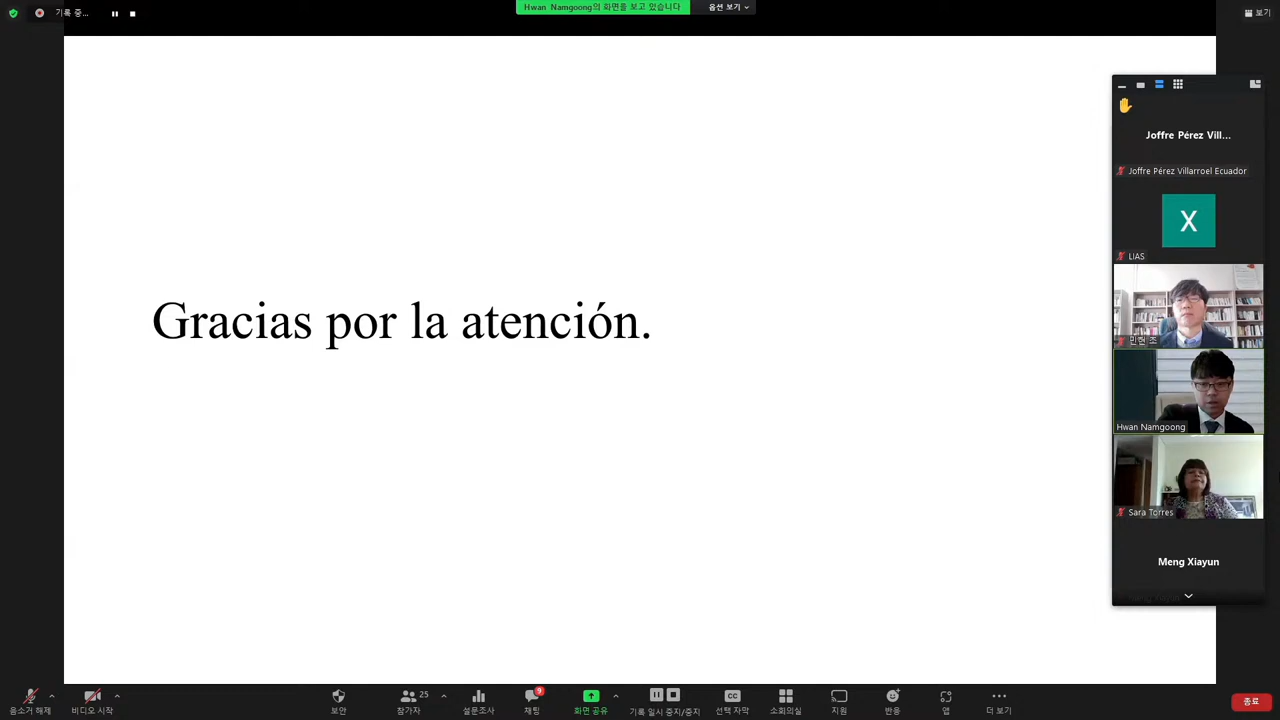 기록 중...
Hwan Namgoong의 화면을 보고 있습니다
옵션 보기
보기
Joffre Pérez Vill...
Joffre Pérez Villarroel Ecuador
X
LIAS
민현 조
Hwan Namgoong
Sara Torres
Meng Xiayun
Gracias por la atención.
음소거 해제
비디오 시작
보안
25
참가자
설문조사
9
채팅
화면 공유
기록 일시 중지/중지
CC
선택 자막
소회의실
지원
반응
앱
더 보기
종료